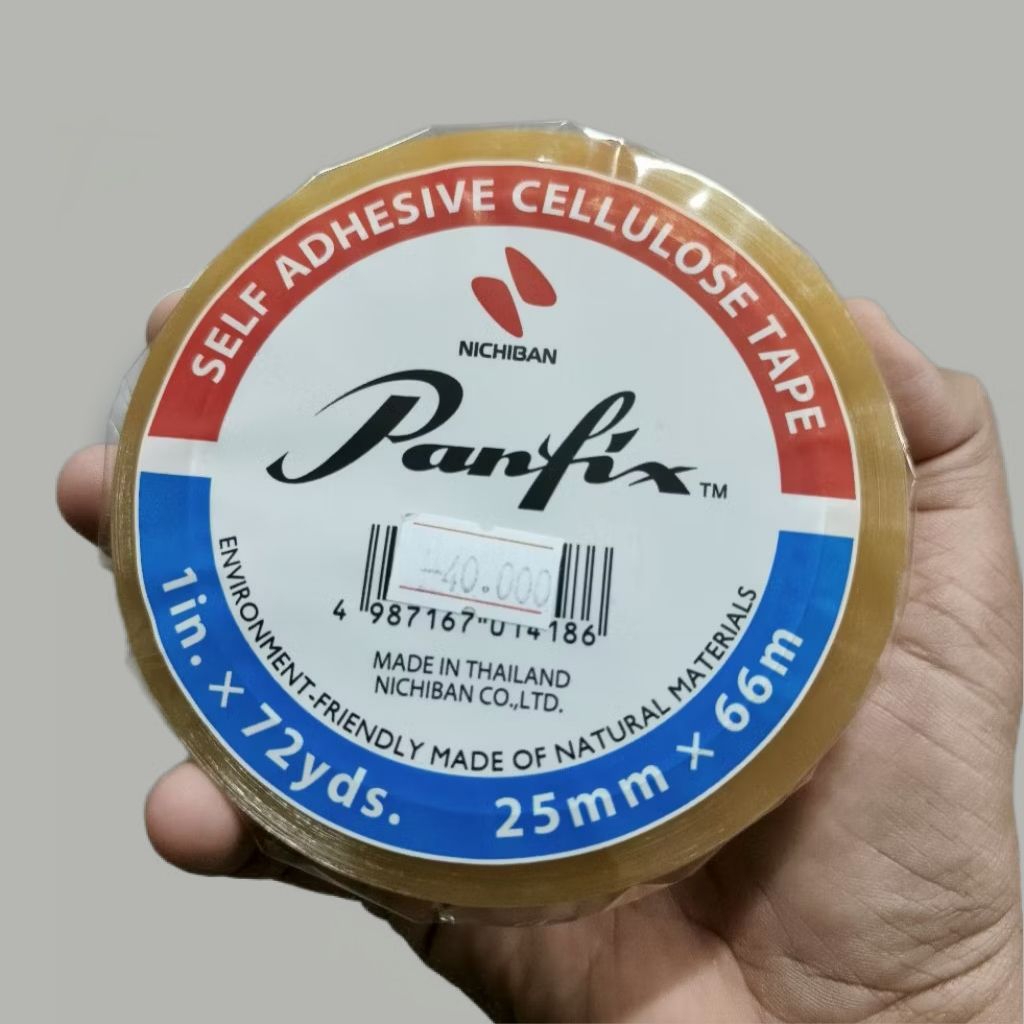 SELF ADHESIVE CELLULOSE TAPE
NICHIBAN
Panfix™
40.000
4 987167 014186
MADE IN THAILAND
NICHIBAN CO.,LTD.
ENVIRONMENT-FRIENDLY MADE OF NATURAL MATERIALS
1in. × 72yds. 25mm × 66m